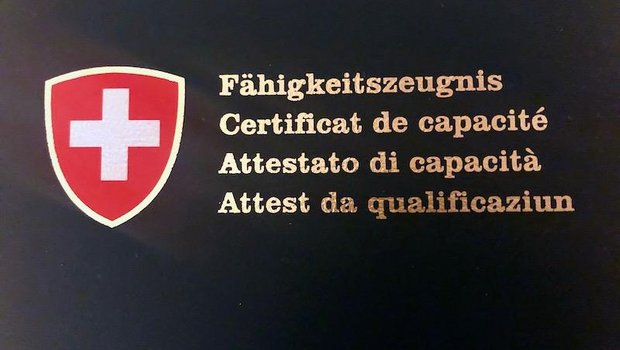 Fähigkeitszeugnis
Certificat de capacité
Attestato di capacità
Attest da qualificaziun